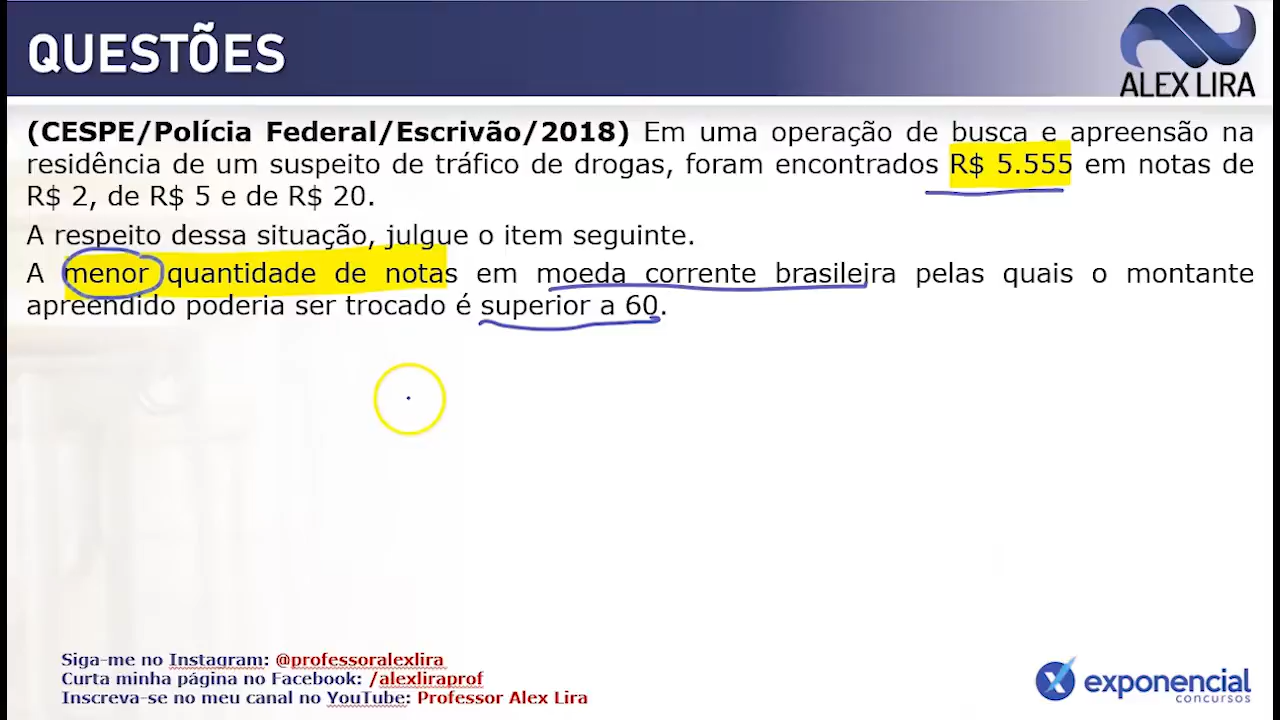 QUESTÕES
ALEX LIRA
(CESPE/Polícia Federal/Escrivão/2018) Em uma operação de busca e apreensão na
residência de um suspeito de tráfico de drogas, foram encontrados R$ 5.555 em notas de
R$ 2, de R$ 5 e de R$ 20.
A respeito dessa situação, julgue o item seguinte.
A menor quantidade de notas em moeda corrente brasileira pelas quais o montante
apreendido poderia ser trocado é superior a 60.
Siga-me no Instagram: @professoralexlira
Curta minha página no Facebook: /alexliraprof
Inscreva-se no meu canal no YouTube: Professor Alex Lira
exponencial
CONCURSOS